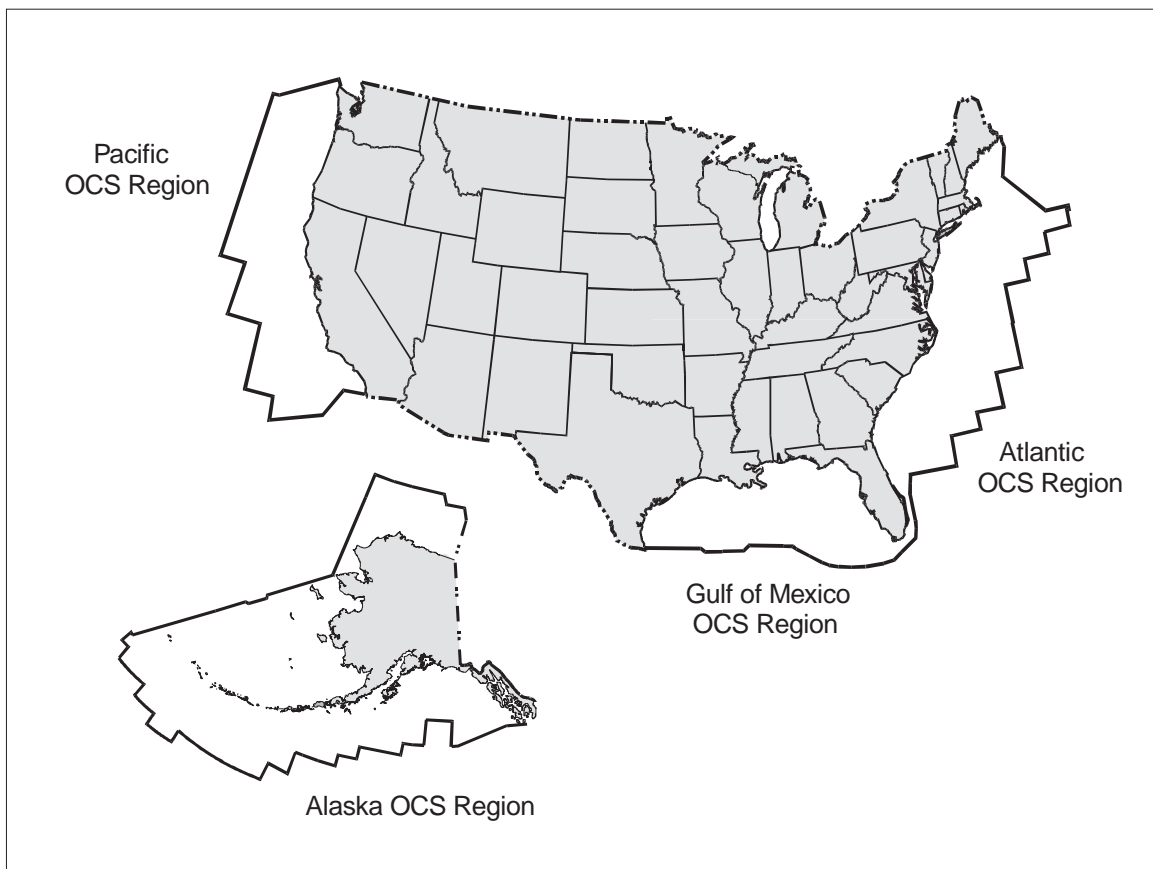 Pacific
OCS Region
Atlantic
OCS Region
Gulf of Mexico
OCS Region
Alaska OCS Region